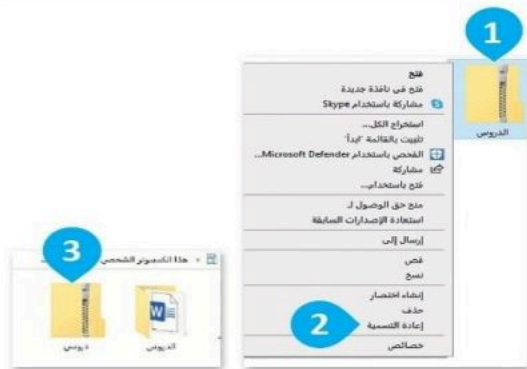 1
الدروس
فتح
فتح في نافذة جديدة
مشاركة باستخدام Skype
استخراج الكل...
تثبيت بالقائمة "ابدأ"
الفحص باستخدام Microsoft Defender...
مشاركة
فتح باستخدام...
منح حق الوصول لـ
استعادة الإصدارات السابقة
إرسال إلى
قص
نسخ
إنشاء اختصار
حذف
إعادة التسمية
2
خصائص
3
هذا الكمبيوتر الشخصي
W
الدروس
دروسي